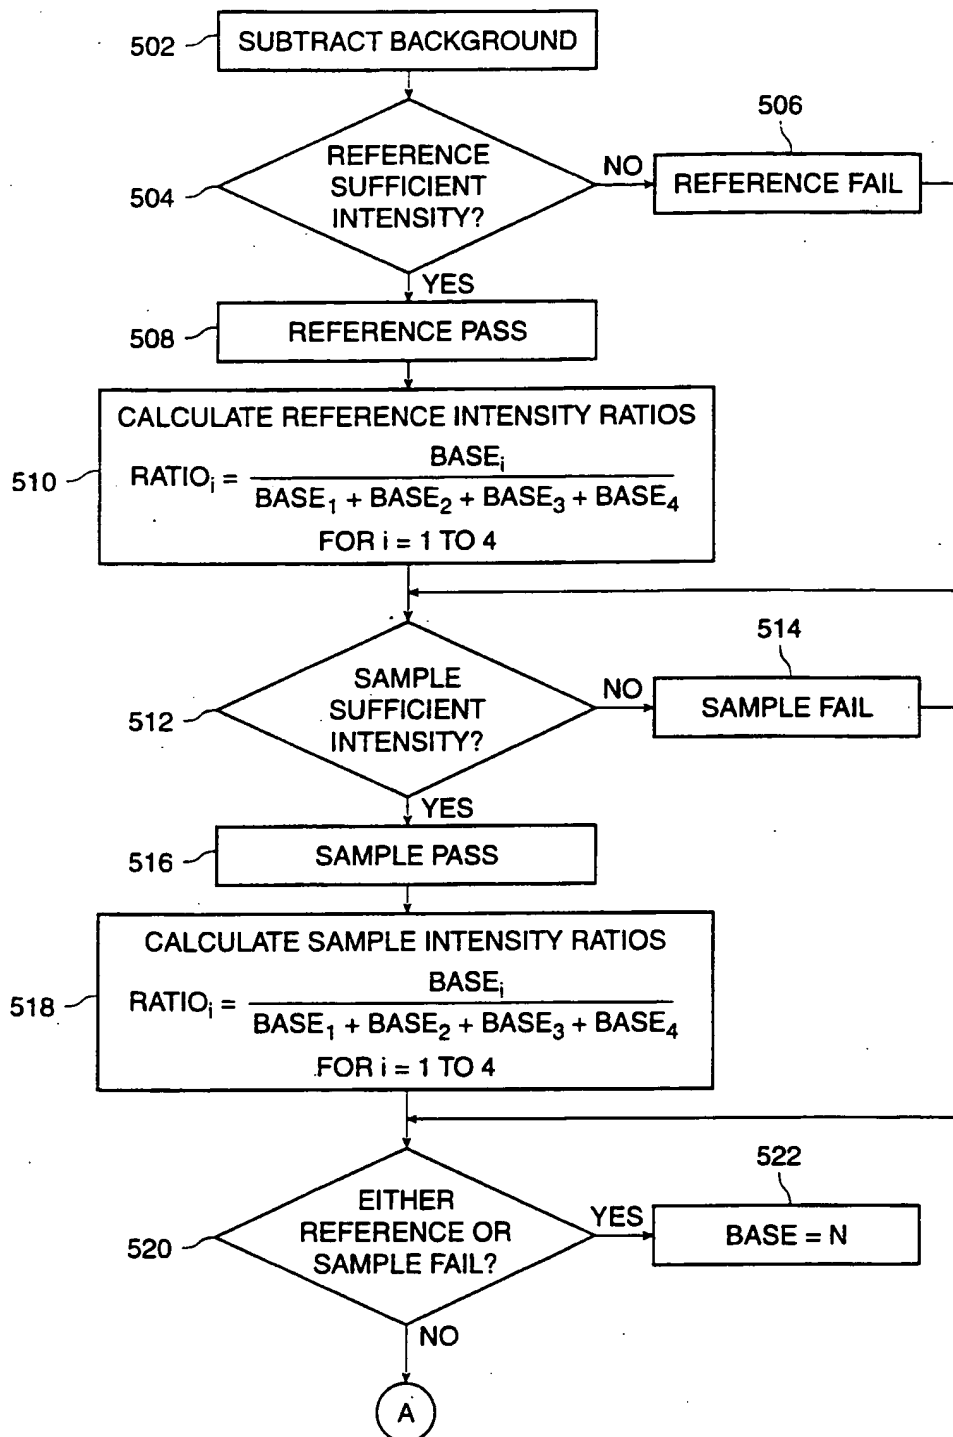 502
SUBTRACT BACKGROUND
504
REFERENCE
SUFFICIENT
INTENSITY?
NO
506
REFERENCE FAIL
YES
508
REFERENCE PASS
510
CALCULATE REFERENCE INTENSITY RATIOS
RATIOi = BASEi / BASE1 + BASE2 + BASE3 + BASE4
FOR i = 1 TO 4
512
SAMPLE
SUFFICIENT
INTENSITY?
NO
514
SAMPLE FAIL
YES
516
SAMPLE PASS
518
CALCULATE SAMPLE INTENSITY RATIOS
RATIOi = BASEi / BASE1 + BASE2 + BASE3 + BASE4
FOR i = 1 TO 4
520
EITHER
REFERENCE OR
SAMPLE FAIL?
YES
522
BASE = N
NO
A